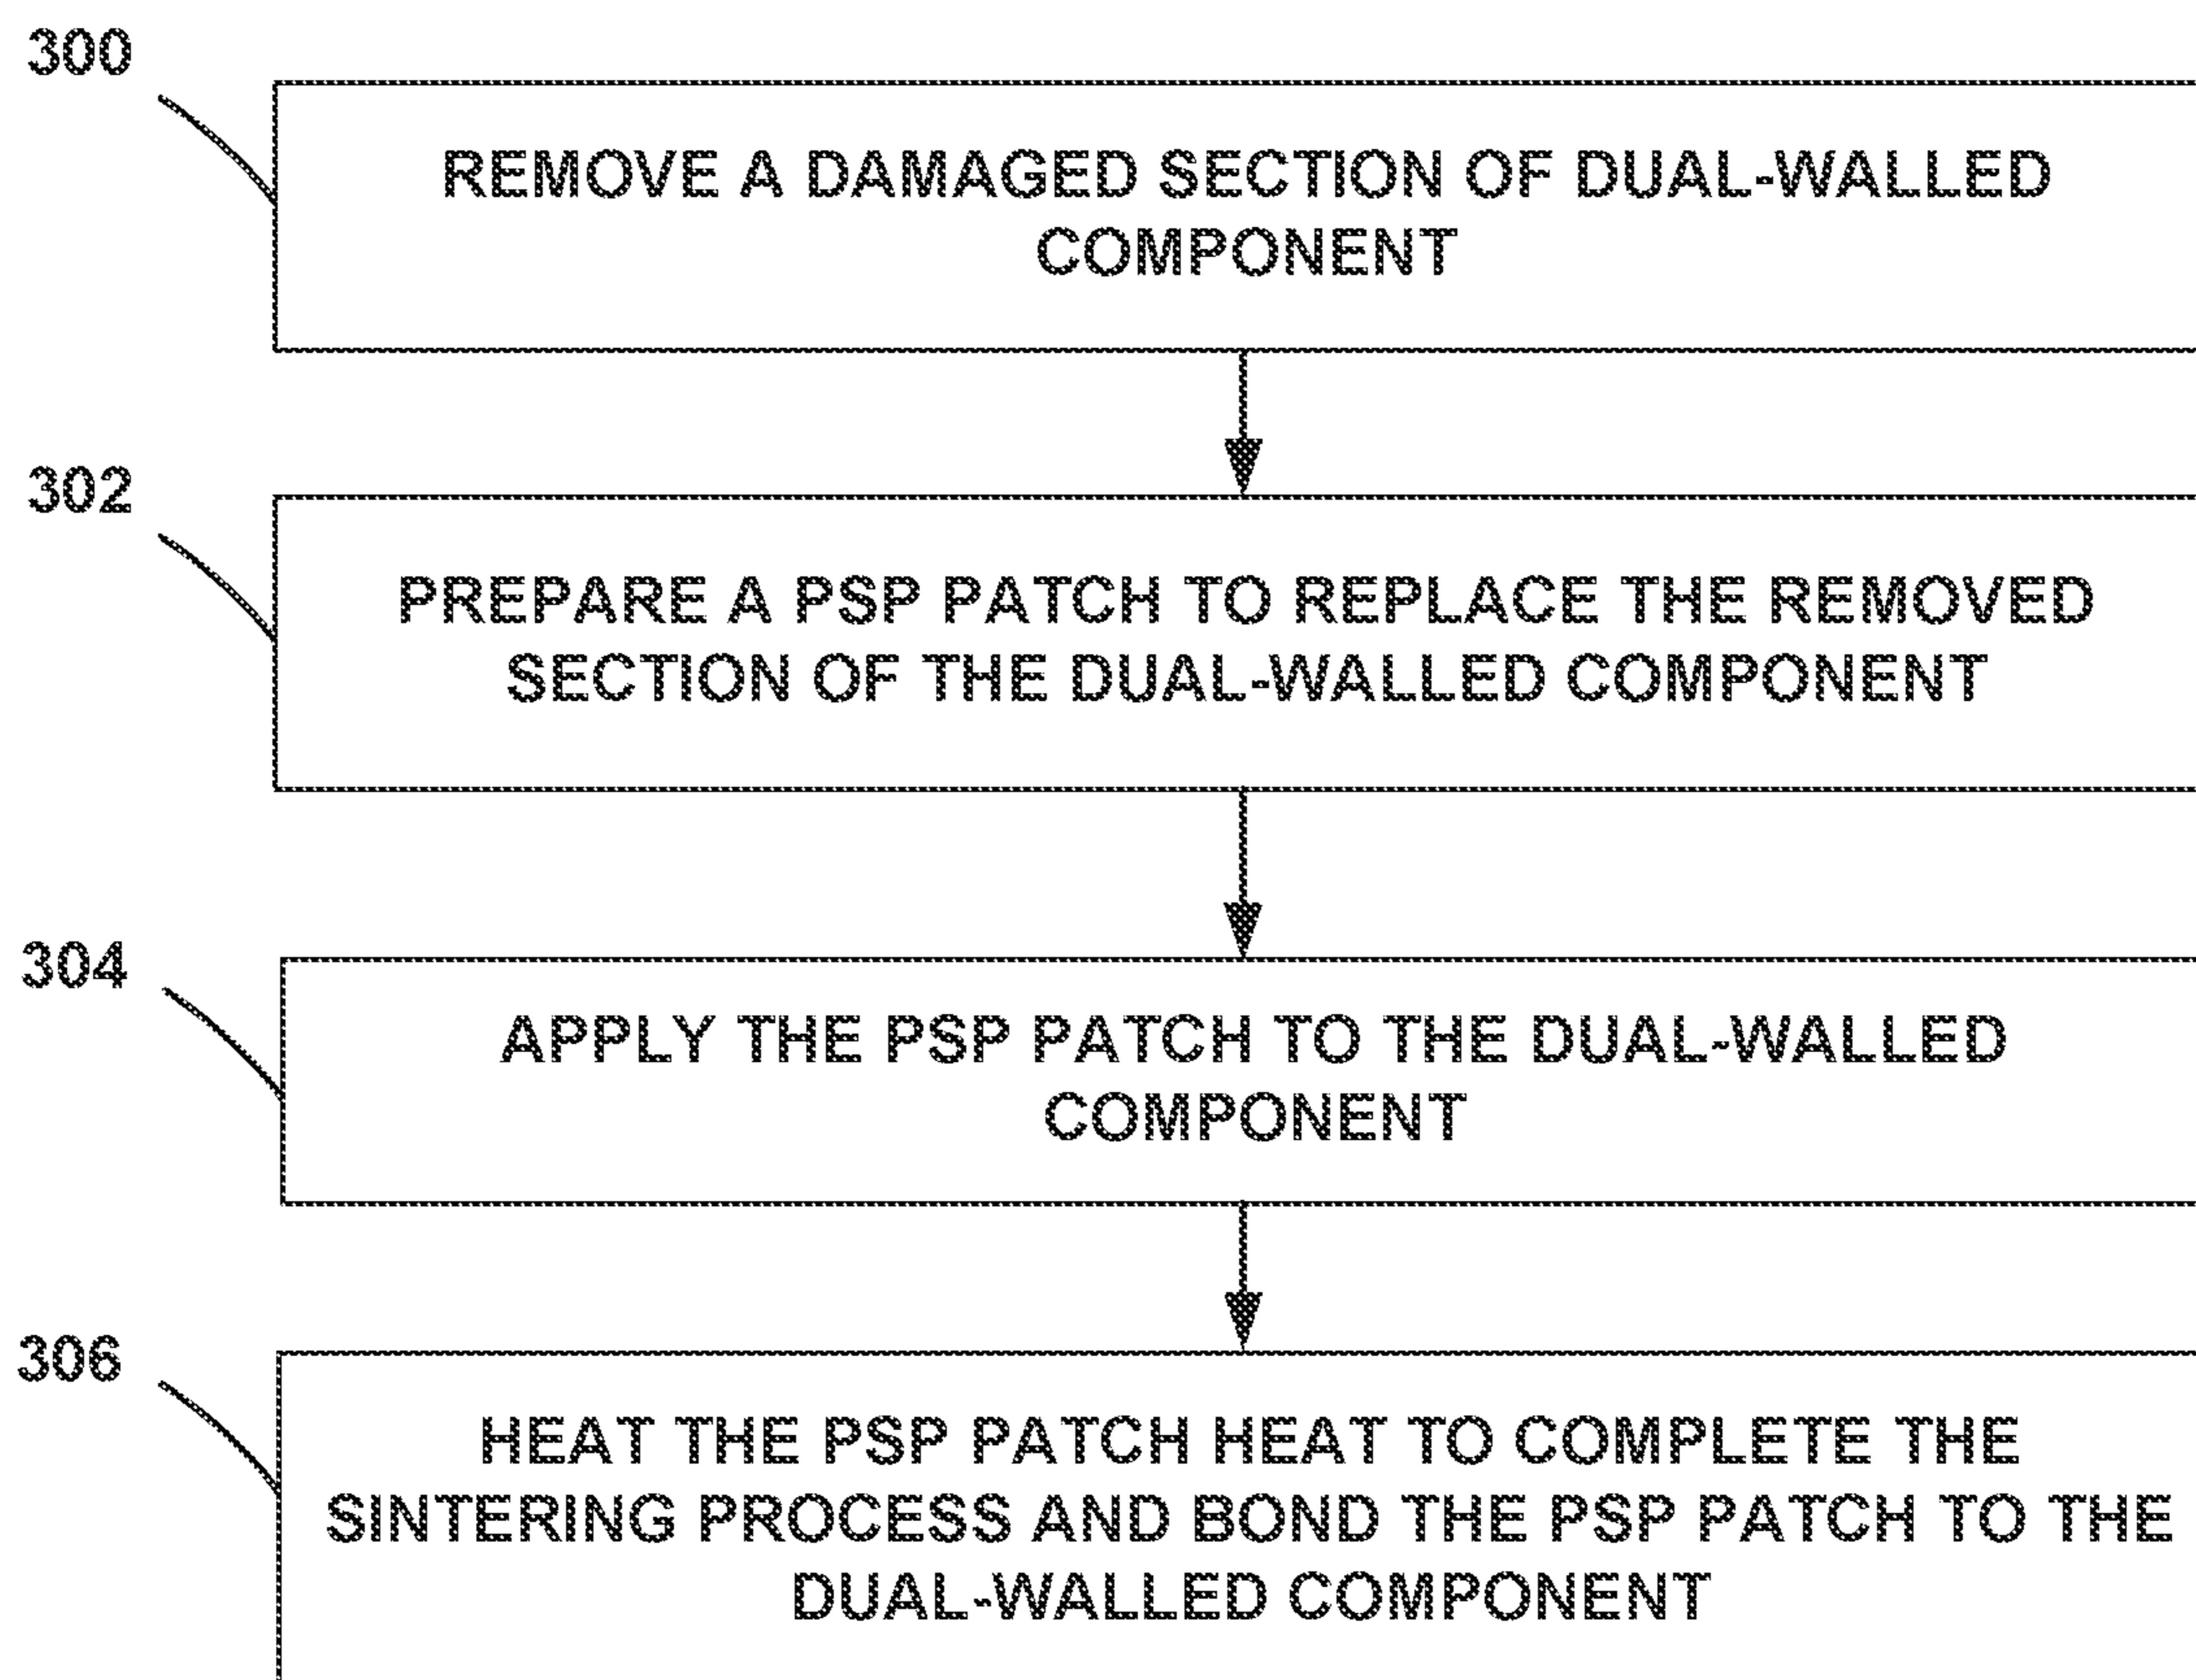 300
REMOVE A DAMAGED SECTION OF DUAL-WALLED
COMPONENT
302
PREPARE A PSP PATCH TO REPLACE THE REMOVED
SECTION OF THE DUAL-WALLED COMPONENT
304
APPLY THE PSP PATCH TO THE DUAL-WALLED
COMPONENT
306
HEAT THE PSP PATCH HEAT TO COMPLETE THE
SINTERING PROCESS AND BOND THE PSP PATCH TO THE
DUAL-WALLED COMPONENT